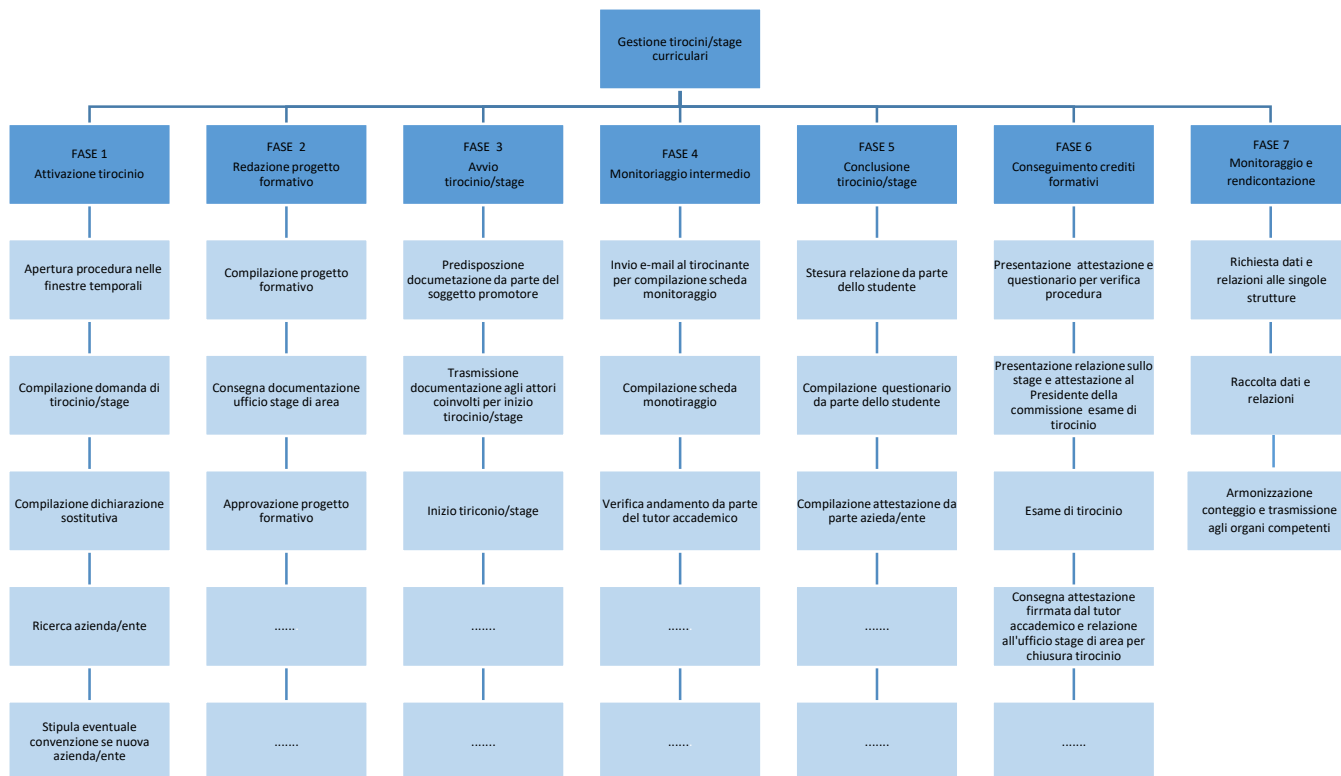 Gestione tirocini/stage
curriculari
FASE 1
Attivazione tirocinio
FASE 2
Redazione progetto
formativo
FASE 3
Avvio
tirocinio/stage
FASE 4
Monitoriaggio intermedio
FASE 5
Conclusione
tirocinio/stage
FASE 6
Conseguimento crediti
formativi
FASE 7
Monitoraggio e
rendicontazione
Apertura procedura nelle
finestre temporali
Compilazione domanda di
tirocinio/stage
Compilazione dichiarazione
sostitutiva
Ricerca azienda/ente
Stipula eventuale
convenzione se nuova
azienda/ente
Compilazione progetto
formativo
Consegna documentazione
ufficio stage di area
Approvazione progetto
formativo
......
.......
Predispozione
documetazione da parte del
soggetto promotore
Trasmissione
documentazione agli attori
coinvolti per inizio
tirocinio/stage
Inizio tiriconio/stage
.......
.......
Invio e-mail al tirocinante
per compilazione scheda
monitoraggio
Compilazione scheda
monotiraggio
Verifica andamento da parte
del tutor accademico
......
......
Stesura relazione da parte
dello studente
Compilazione questionario
da parte dello studente
Compilazione attestazione da
parte azieda/ente
.......
.......
Presentazione attestazione e
questionario per verifica
procedura
Presentazione relazione sullo
stage e attestazione al
Presidente della
commissione esame di
tirocinio
Esame di tirocinio
Consegna attestazione
firrmata dal tutor
accademico e relazione
all'ufficio stage di area per
chiusura tirocinio
.......
Richiesta dati e
relazioni alle singole
strutture
Raccolta dati e
relazioni
Armonizzazione
conteggio e trasmissione
agli organi competenti